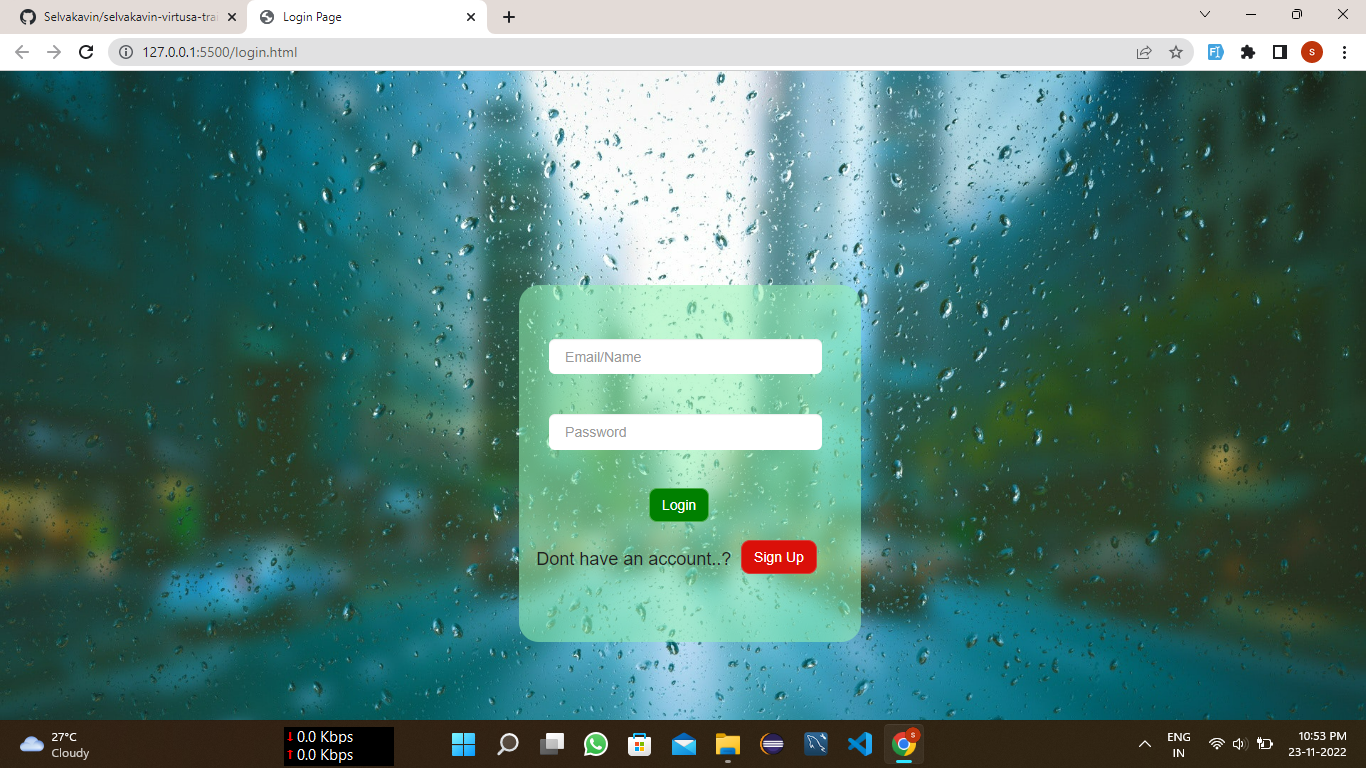 Selvakavin/selvakavin-virtusa-tra
Login Page
127.0.0.1:5500/login.html
s
Email/Name
Password
Login
Dont have an account..? Sign Up
27°C
Cloudy
0.0 Kbps
0.0 Kbps
s
ENG
IN
10:53 PM
23-11-2022